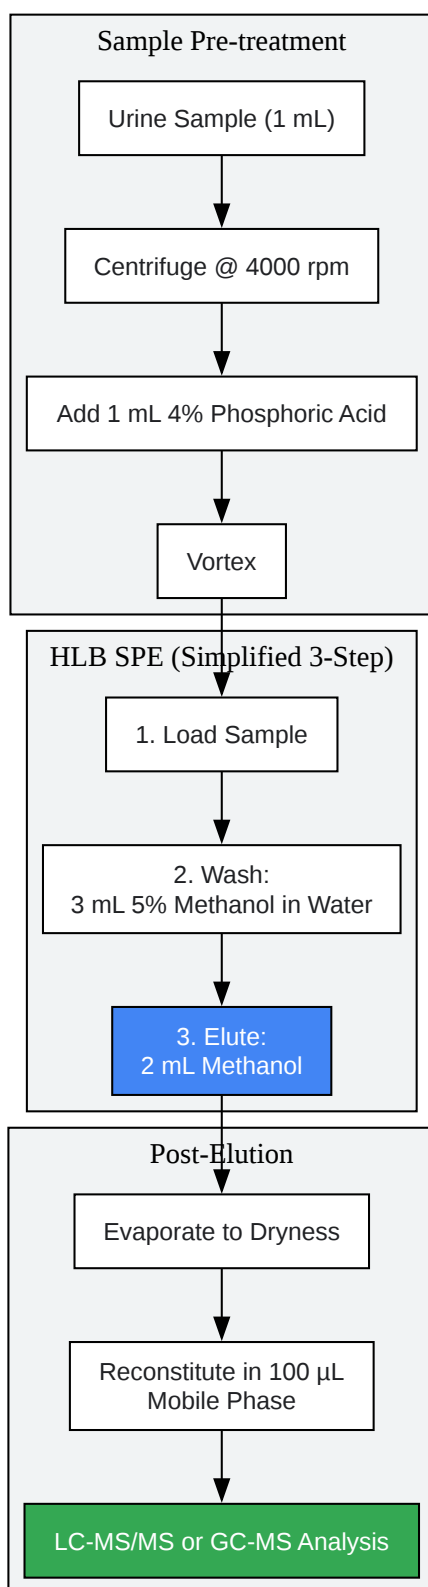 Sample Pre-treatment
Urine Sample (1 mL)
Centrifuge @ 4000 rpm
Add 1 mL 4% Phosphoric Acid
Vortex
HLB SPE (Simplified 3-Step)
1. Load Sample
2. Wash:
3 mL 5% Methanol in Water
3. Elute:
2 mL Methanol
Post-Elution
Evaporate to Dryness
Reconstitute in 100 µL
Mobile Phase
LC-MS/MS or GC-MS Analysis